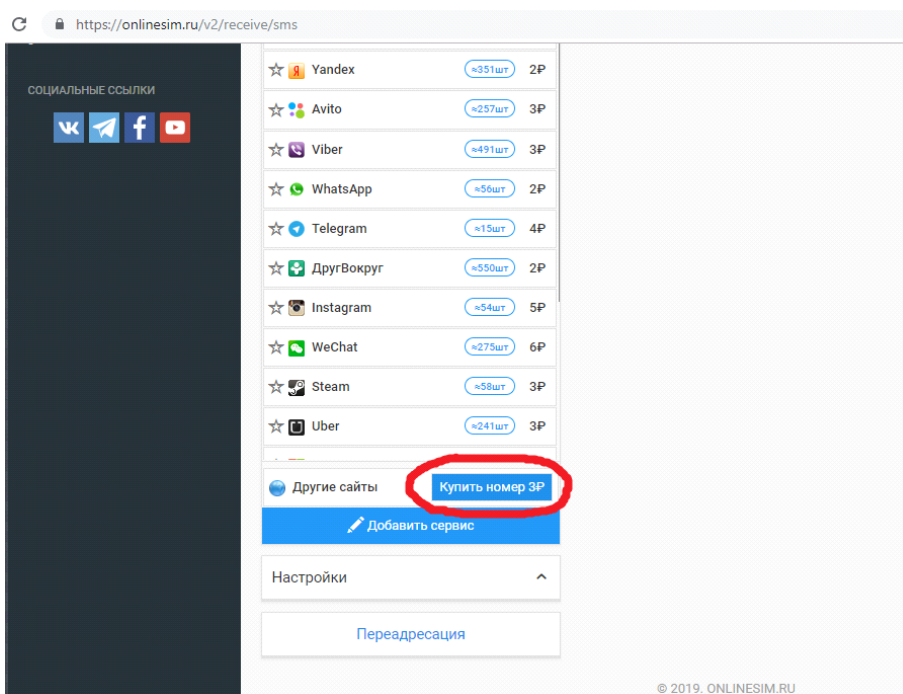 https://onlinesim.ru/v2/receive/sms
СОЦИАЛЬНЫЕ ССЫЛКИ
Yandex ≈351шт 2₽
Avito ≈257шт 3₽
Viber ≈491шт 3₽
WhatsApp ≈56шт 2₽
Telegram ≈15шт 4₽
ДругВокруг ≈550шт 2₽
Instagram ≈54шт 5₽
WeChat ≈275шт 6₽
Steam ≈58шт 3₽
Uber ≈241шт 3₽
Другие сайты Купить номер 3₽
Добавить сервис
Настройки
Переадресация
© 2019. ONLINESIM.RU